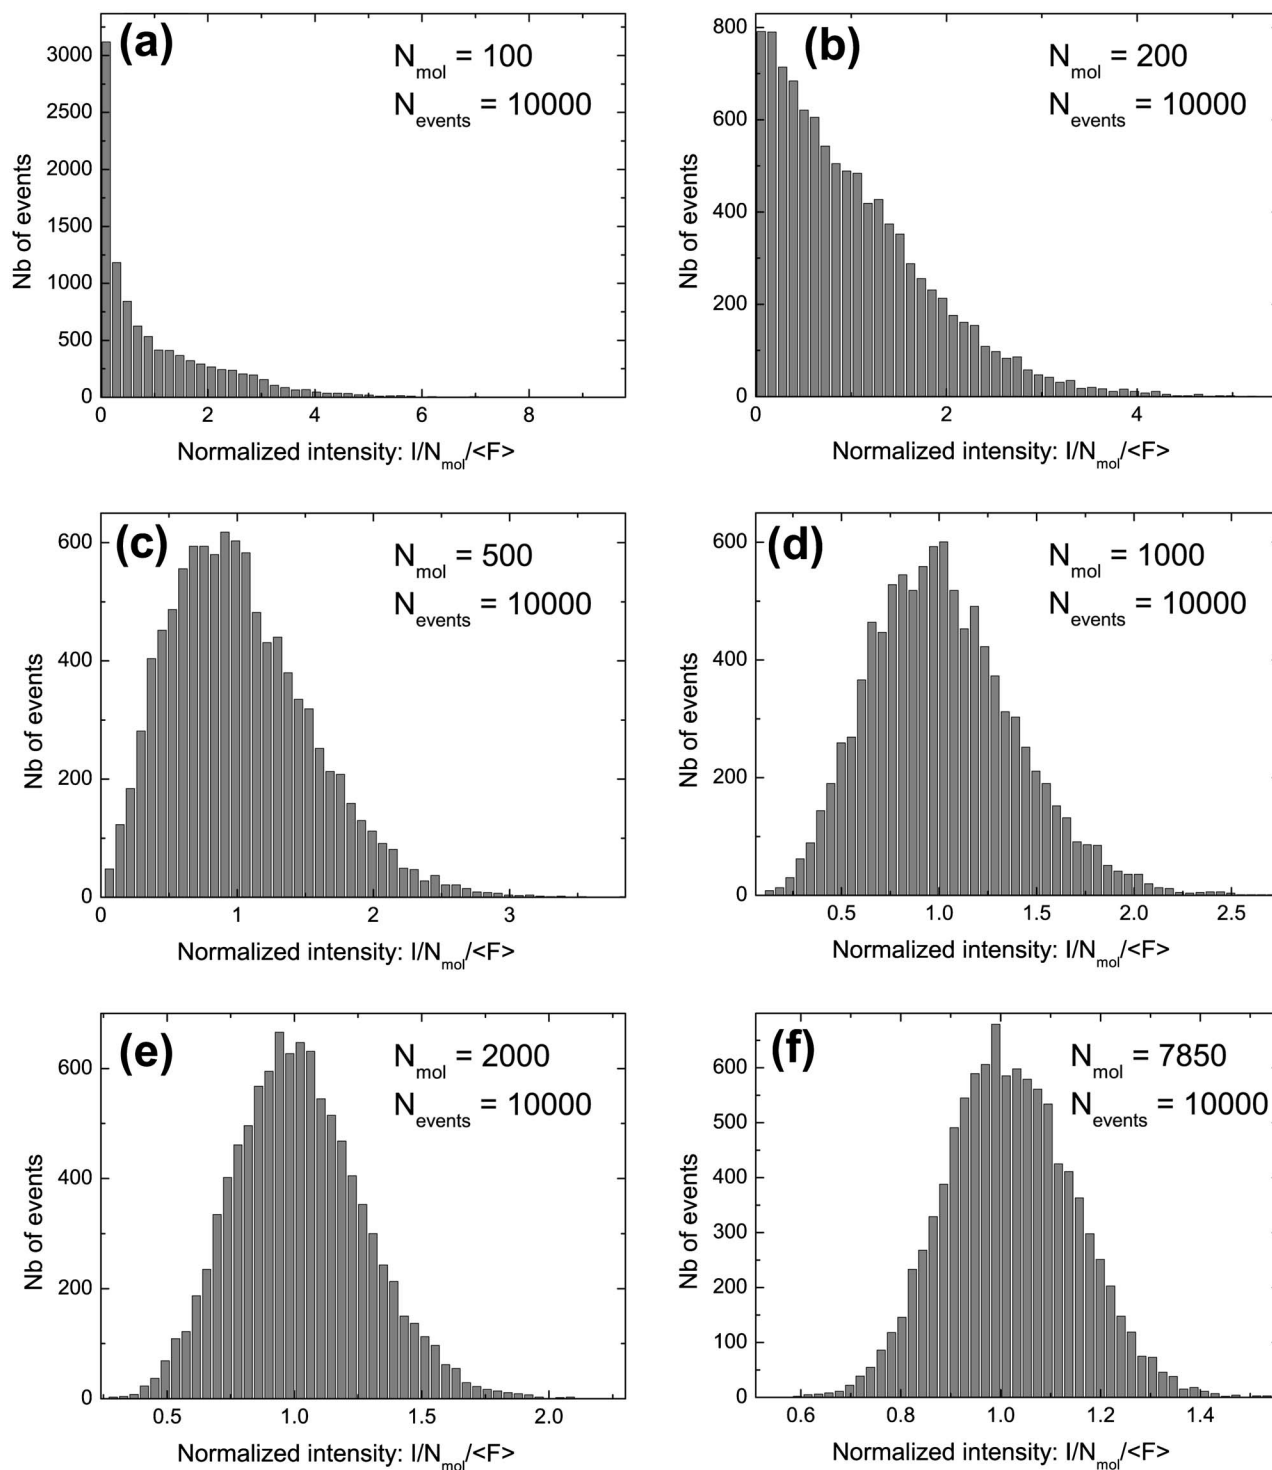 (a)
N_mol = 100
N_events = 10000
3000
2500
2000
1500
1000
500
0
Nb of events
0 2 4 6 8
Normalized intensity: I/N_mol/<F>
(b)
N_mol = 200
N_events = 10000
800
600
400
200
0
Nb of events
0 2 4
Normalized intensity: I/N_mol/<F>
(c)
N_mol = 500
N_events = 10000
600
400
200
0
Nb of events
0 1 2 3
Normalized intensity: I/N_mol/<F>
(d)
N_mol = 1000
N_events = 10000
600
400
200
0
Nb of events
0.5 1.0 1.5 2.0 2.5
Normalized intensity: I/N_mol/<F>
(e)
N_mol = 2000
N_events = 10000
600
400
200
0
Nb of events
0.5 1.0 1.5 2.0
Normalized intensity: I/N_mol/<F>
(f)
N_mol = 7850
N_events = 10000
600
500
400
300
200
100
0
Nb of events
0.6 0.8 1.0 1.2 1.4
Normalized intensity: I/N_mol/<F>